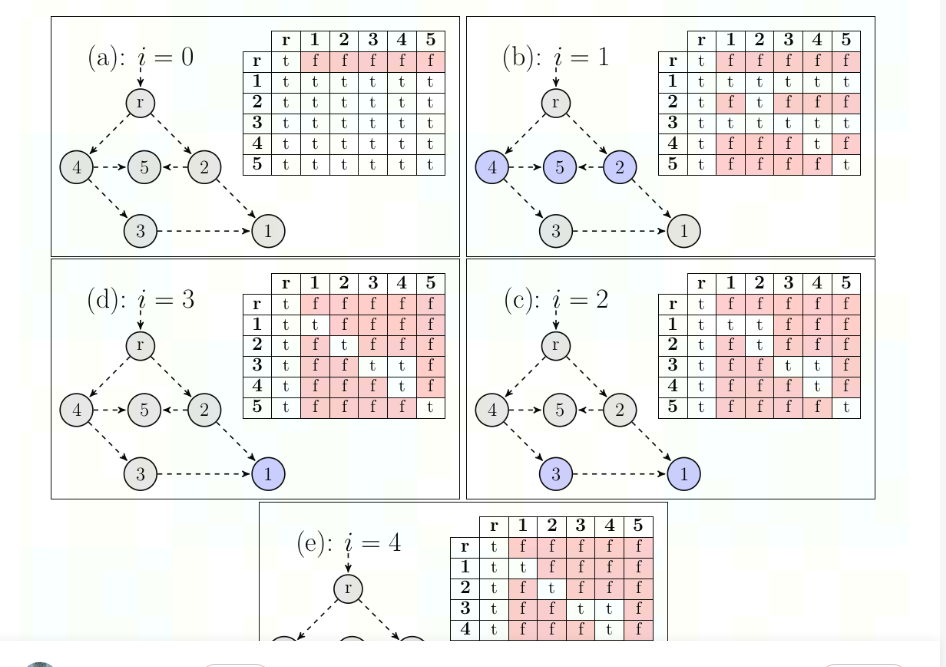 (a): i = 0
r
4 5 2
3 1
r 1 2 3 4 5
r t f f f f f
1 t t t t t t
2 t t t t t t
3 t t t t t t
4 t t t t t t
5 t t t t t t
(b): i = 1
r
4 5 2
3 1
r 1 2 3 4 5
r t f f f f f
1 t t t t t t
2 t f t f f f
3 t t t t t t
4 t f f f t f
5 t f f f f t
(d): i = 3
r
4 5 2
3 1
r 1 2 3 4 5
r t f f f f f
1 t t f f f f
2 t f t f f f
3 t f f t t f
4 t f f f t f
5 t f f f f t
(c): i = 2
r
4 5 2
3 1
r 1 2 3 4 5
r t f f f f f
1 t t t f f f
2 t f t f f f
3 t f f t t f
4 t f f f t f
5 t f f f f t
(e): i = 4
r
r 1 2 3 4 5
r t f f f f f
1 t t f f f f
2 t f t f f f
3 t f f t t f
4 t f f f t f